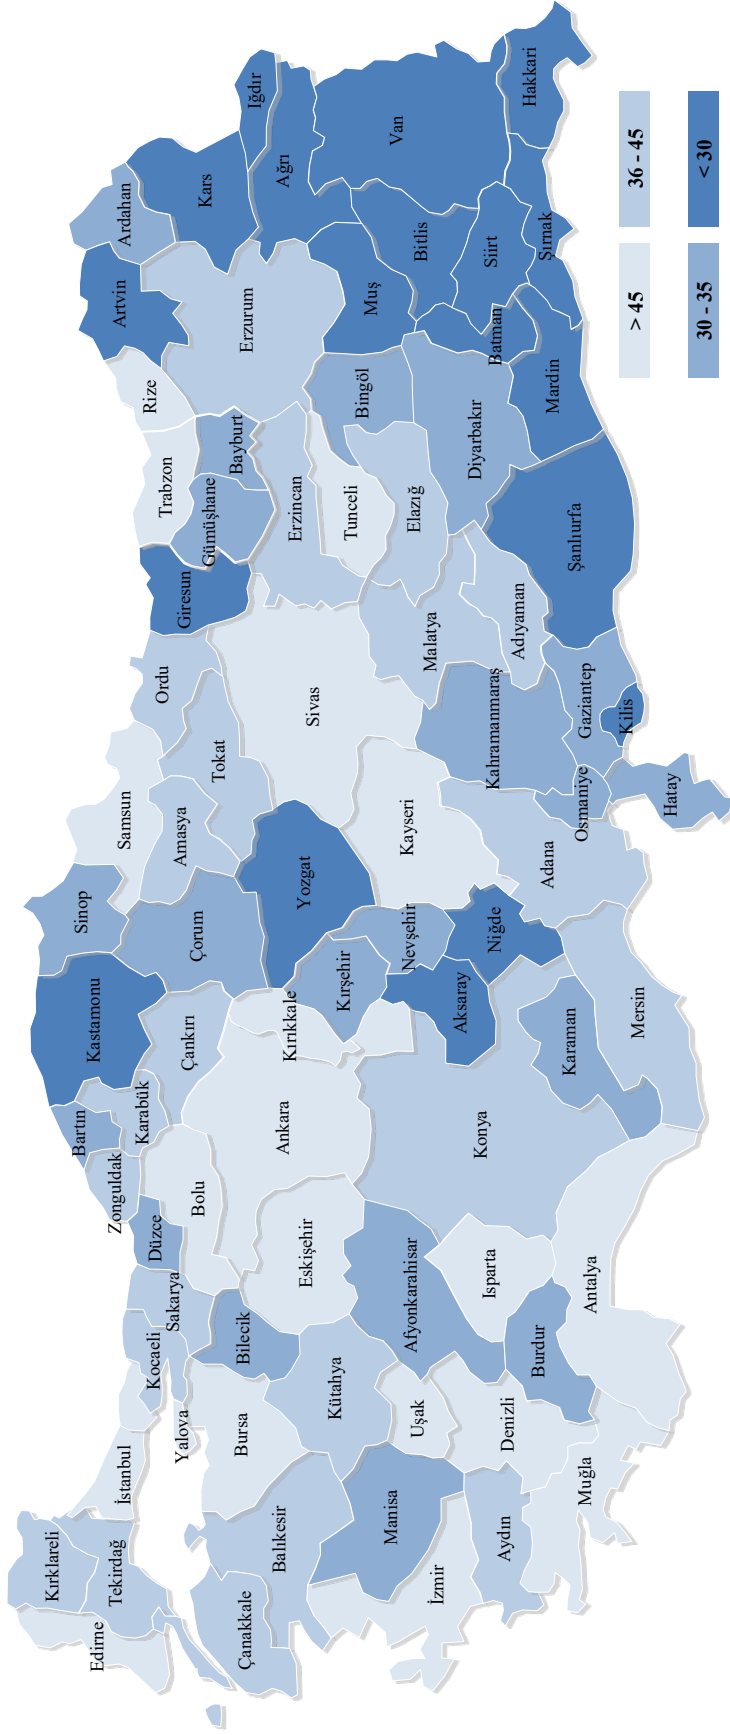 Kırklareli
Edirne
Tekirdağ
İstanbul
Kocaeli
Yalova
Sakarya
Düzce
Zonguldak
Bartın
Karabük
Kastamonu
Sinop
Samsun
Ordu
Giresun
Trabzon
Rize
Artvin
Ardahan
Çanakkale
Balıkesir
Bursa
Bilecik
Bolu
Çankırı
Çorum
Amasya
Tokat
Gümüşhane
Bayburt
Erzurum
Kars
Iğdır
Ağrı
Kütahya
Eskişehir
Ankara
Kırıkkale
Yozgat
Sivas
Erzincan
Tunceli
Bingöl
Muş
Van
Bitlis
Manisa
İzmir
Uşak
Afyonkarahisar
Kırşehir
Nevşehir
Kayseri
Malatya
Elazığ
Diyarbakır
Batman
Siirt
Hakkari
Şırnak
Aydın
Denizli
Isparta
Burdur
Konya
Aksaray
Niğde
Kahramanmaraş
Adıyaman
Şanlıurfa
Mardin
Muğla
Antalya
Karaman
Mersin
Adana
Osmaniye
Gaziantep
Kilis
Hatay
> 45
36 - 45
30 - 35
< 30